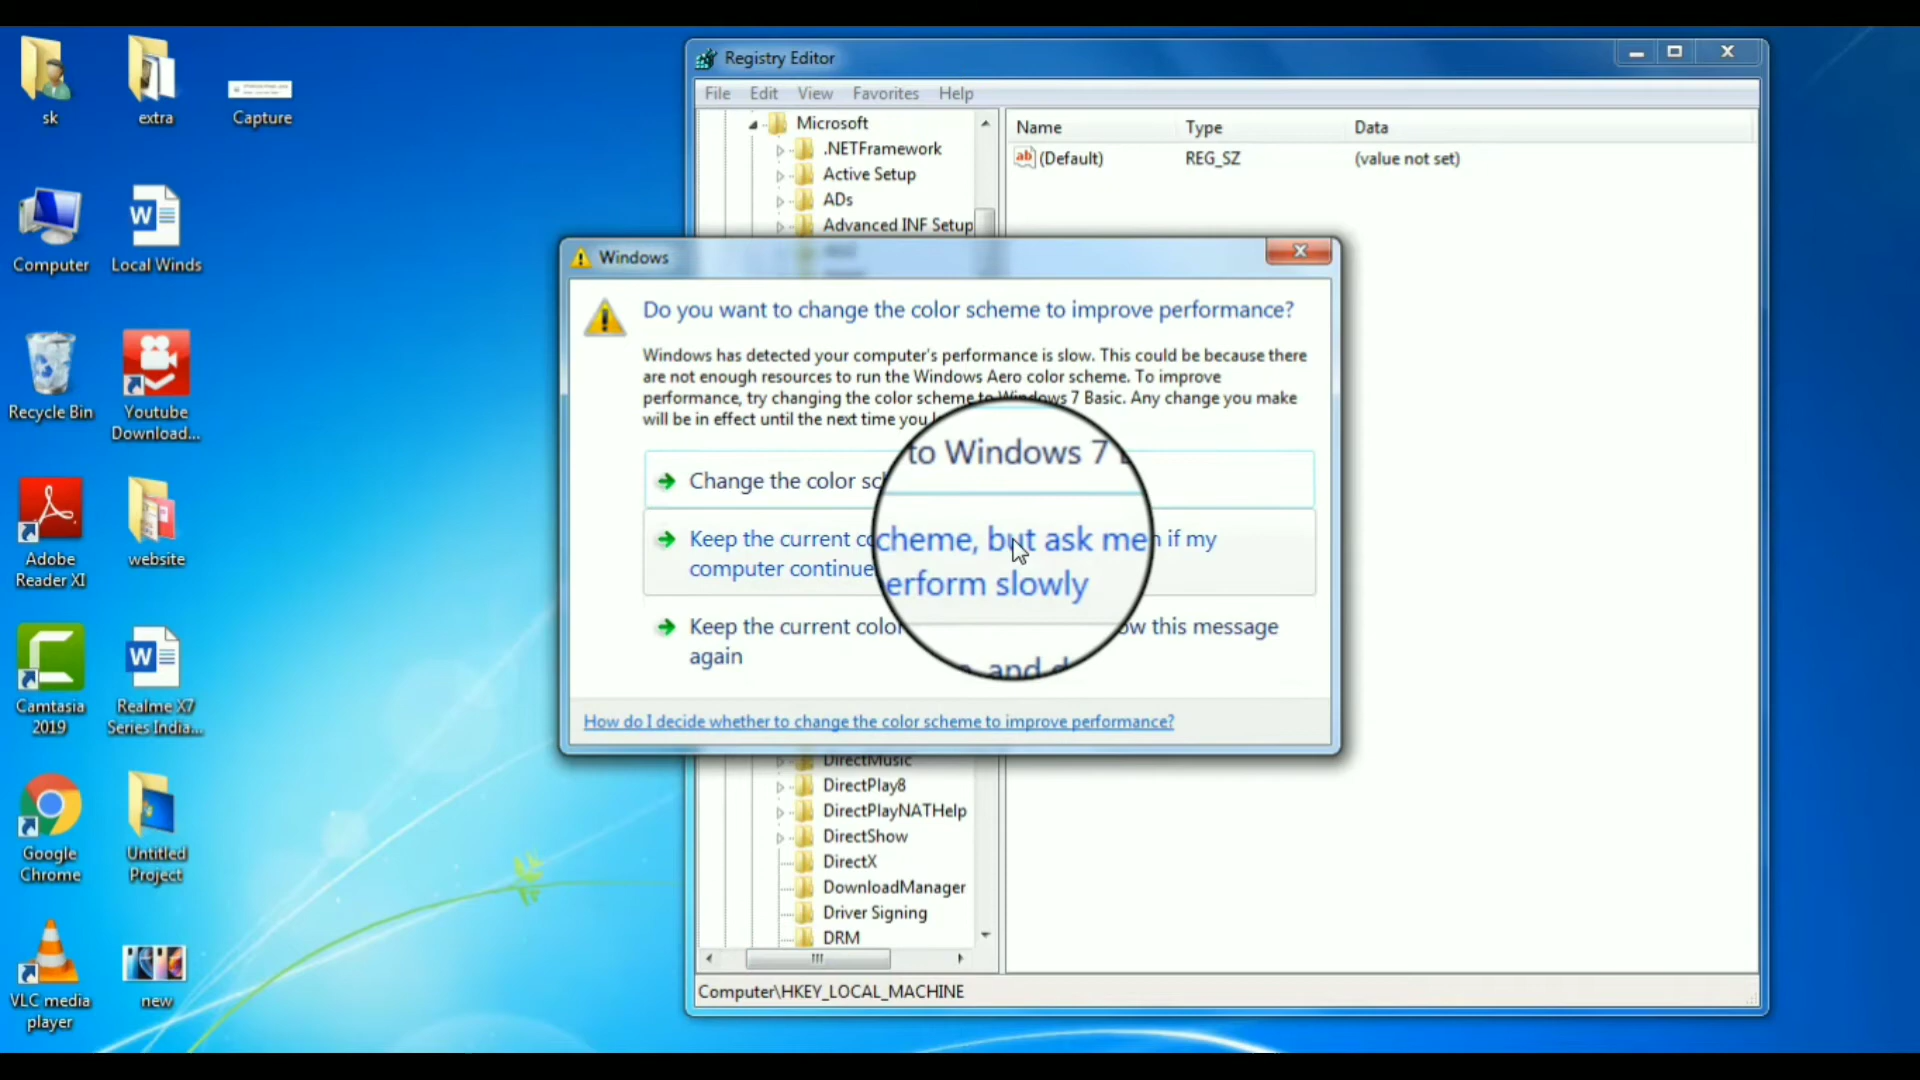 sk
extra
Capture
Computer
Local Winds
Recycle Bin
Youtube
Download...
Adobe
Reader XI
website
Camtasia
2019
Realme X7
Series India...
Google
Chrome
Untitled
Project
VLC media
player
new
Registry Editor
File Edit View Favorites Help
Microsoft
.NETFramework
Active Setup
ADs
Advanced INF Setup
Name Type Data
(Default) REG_SZ (value not set)
Windows
Do you want to change the color scheme to improve performance?
Windows has detected your computer's performance is slow. This could be because there
are not enough resources to run the Windows Aero color scheme. To improve
performance, try changing the color scheme to Windows 7 Basic. Any change you make
will be in effect until the next time you
to Windows 7
Change the color sc
Keep the current co cheme, but ask me n if my
computer continue erform slowly
Keep the current color ow this message
again
and d
How do I decide whether to change the color scheme to improve performance?
DirectMusic
DirectPlay8
DirectPlayNATHelp
DirectShow
DirectX
DownloadManager
Driver Signing
DRM
Computer\HKEY_LOCAL_MACHINE